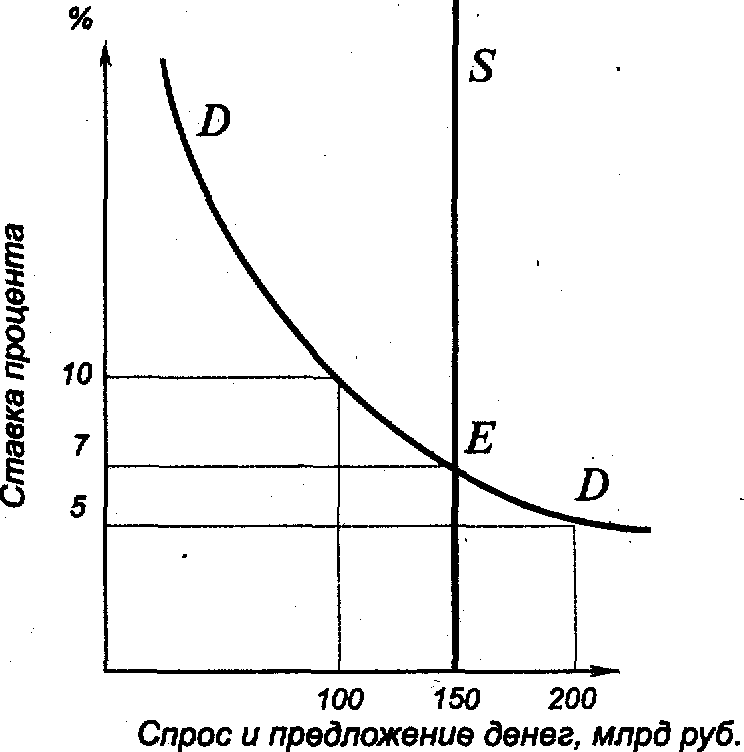 %
S
D
Ставка процента
10
7
E
D
5
100 150 200
Спрос и предложение денег, млрд руб.